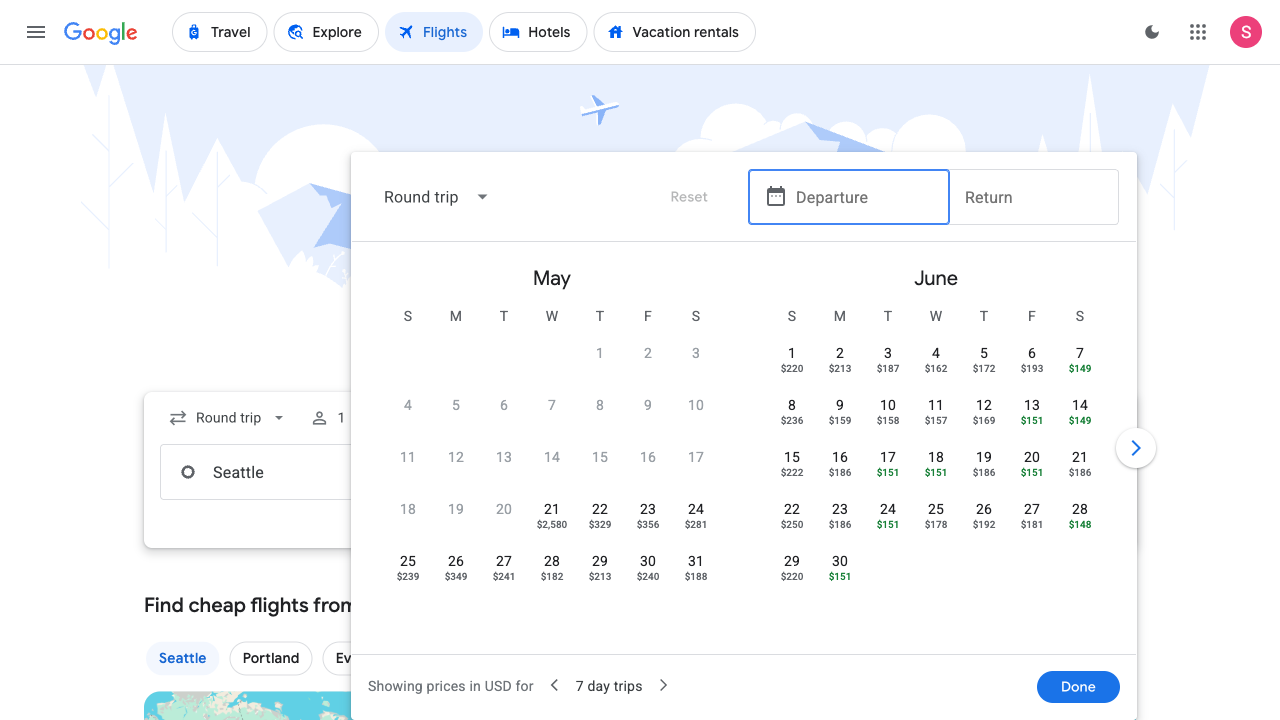 Google
Travel
Explore
Flights
Hotels
Vacation rentals
S
Round trip
Reset
Departure
Return
May
June
S M T W T F S
S M T W T F S
1 2 3
4 5 6 7 8 9 10
11 12 13 14 15 16 17
18 19 20 21 22 23 24
$2,580 $329 $356 $281
25 26 27 28 29 30 31
$239 $349 $241 $182 $213 $240 $188
1 2 3 4 5 6 7
$220 $213 $187 $162 $172 $193 $149
8 9 10 11 12 13 14
$236 $159 $158 $157 $169 $151 $149
15 16 17 18 19 20 21
$222 $186 $151 $151 $186 $151 $186
22 23 24 25 26 27 28
$250 $186 $151 $178 $192 $181 $148
29 30
$220 $151
Round trip
1
Seattle
Find cheap flights from
Seattle
Portland
Ev
Showing prices in USD for
7 day trips
Done